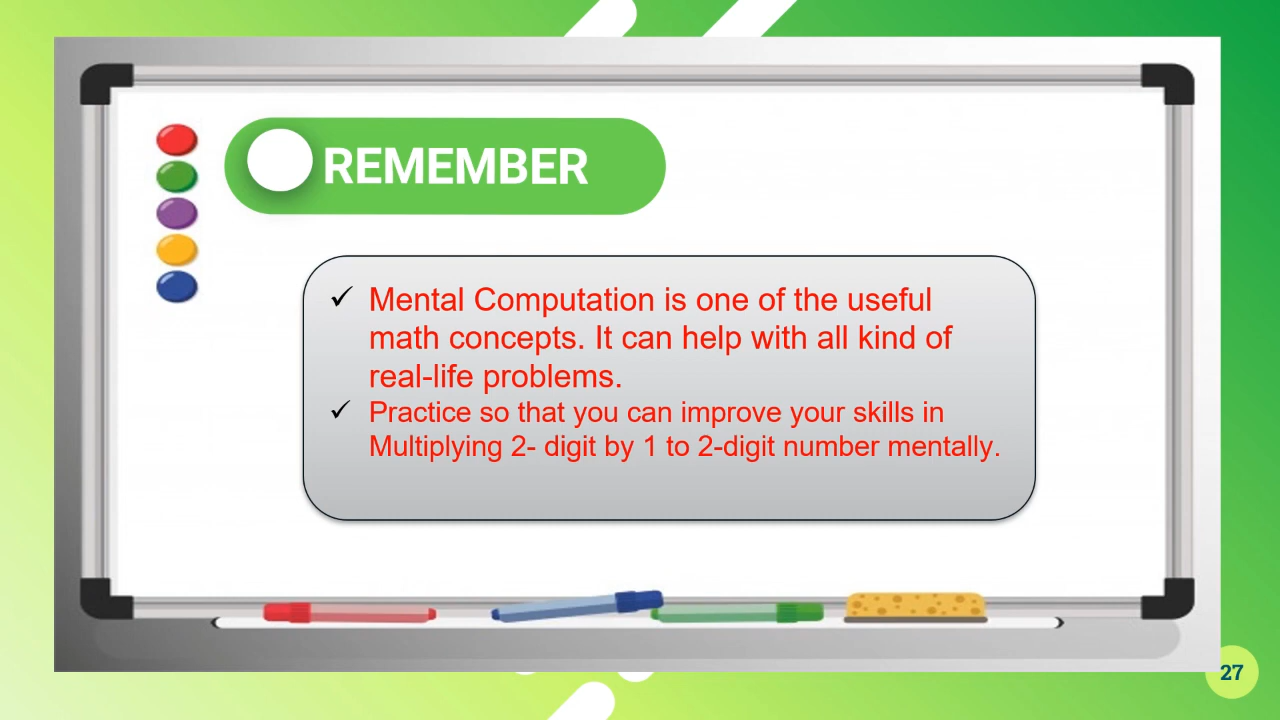 REMEMBER
✓ Mental Computation is one of the useful
math concepts. It can help with all kind of
real-life problems.
✓ Practice so that you can improve your skills in
Multiplying 2- digit by 1 to 2-digit number mentally.
27